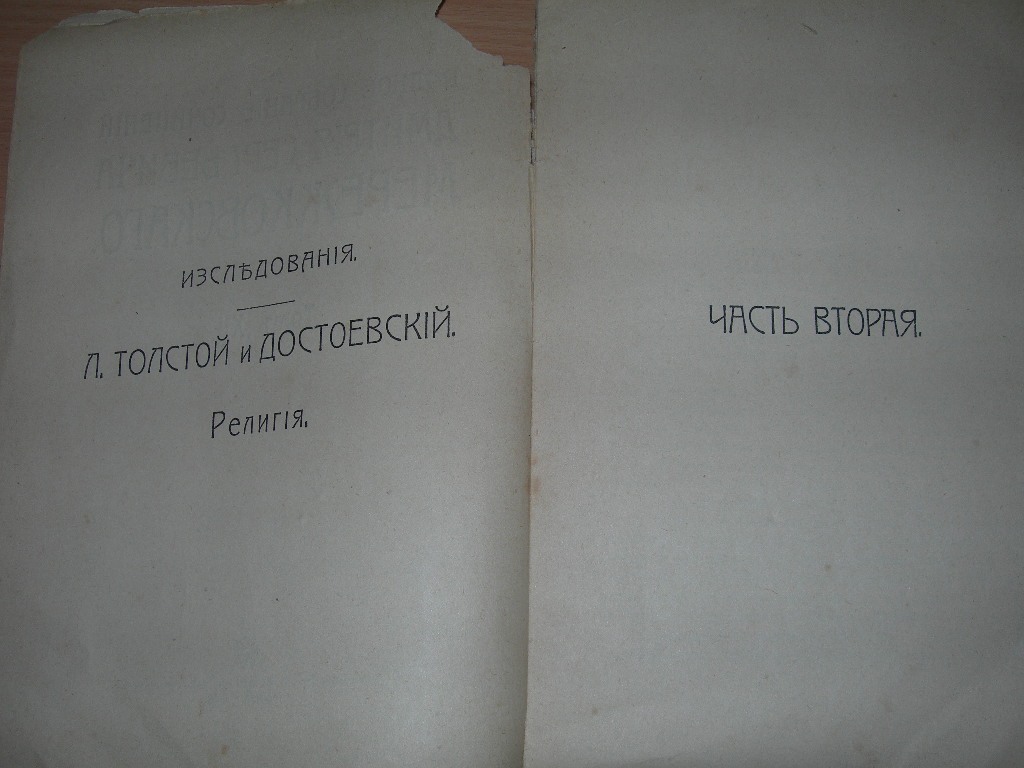 ИЗСЛѢДОВАНІЯ.
Л. ТОЛСТОЙ и ДОСТОЕВСКІЙ.
Религія.
ЧАСТЬ ВТОРАЯ.